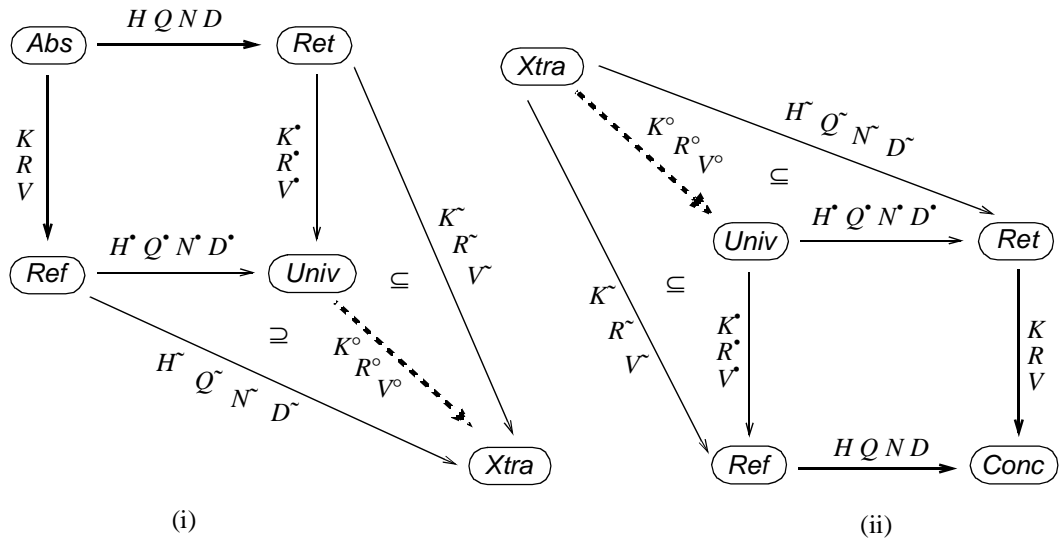 Abs
H Q N D
Ret
K
R
V
K•
R•
V•
K~
R~
V~
Ref
H• Q• N• D•
Univ
⊆
⊇
H~ Q~ N~ D~
K° R° V°
Xtra
(i)
Xtra
H~ Q~ N~ D~
K° R° V°
⊆
Univ
H• Q• N• D•
Ret
K~
R~
V~
⊆
K•
R•
V•
K
R
V
Ref
H Q N D
Conc
(ii)